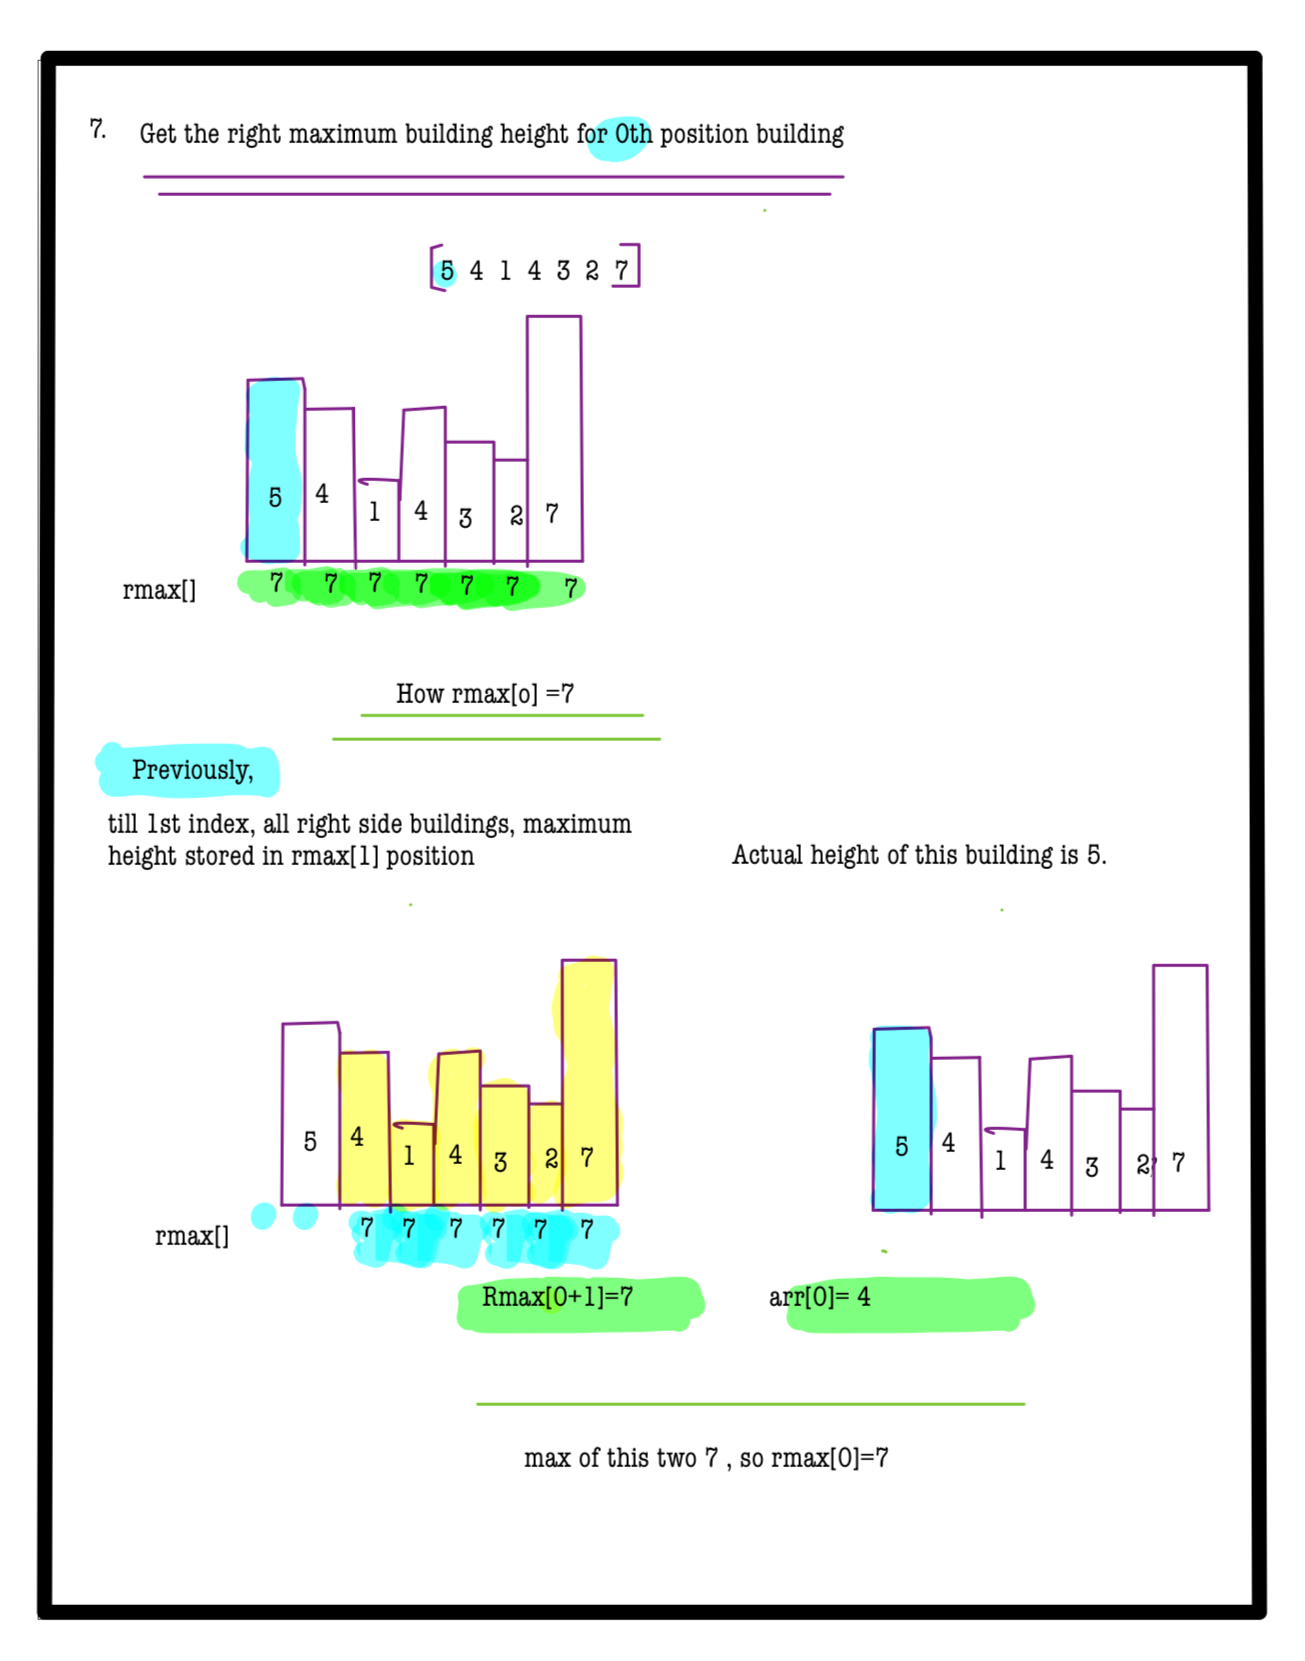 7. Get the right maximum building height for 0th position building
[5 4 1 4 3 2 7]
5 4 1 4 3 2 7
rmax[] 7 7 7 7 7 7 7
How rmax[o] =7
Previously,
till 1st index, all right side buildings, maximum
height stored in rmax[1] position
Actual height of this building is 5.
5 4 1 4 3 2 7
rmax[] 7 7 7 7 7 7
5 4 1 4 3 2 7
Rmax[0+1]=7
arr[0]= 4
max of this two 7 , so rmax[0]=7